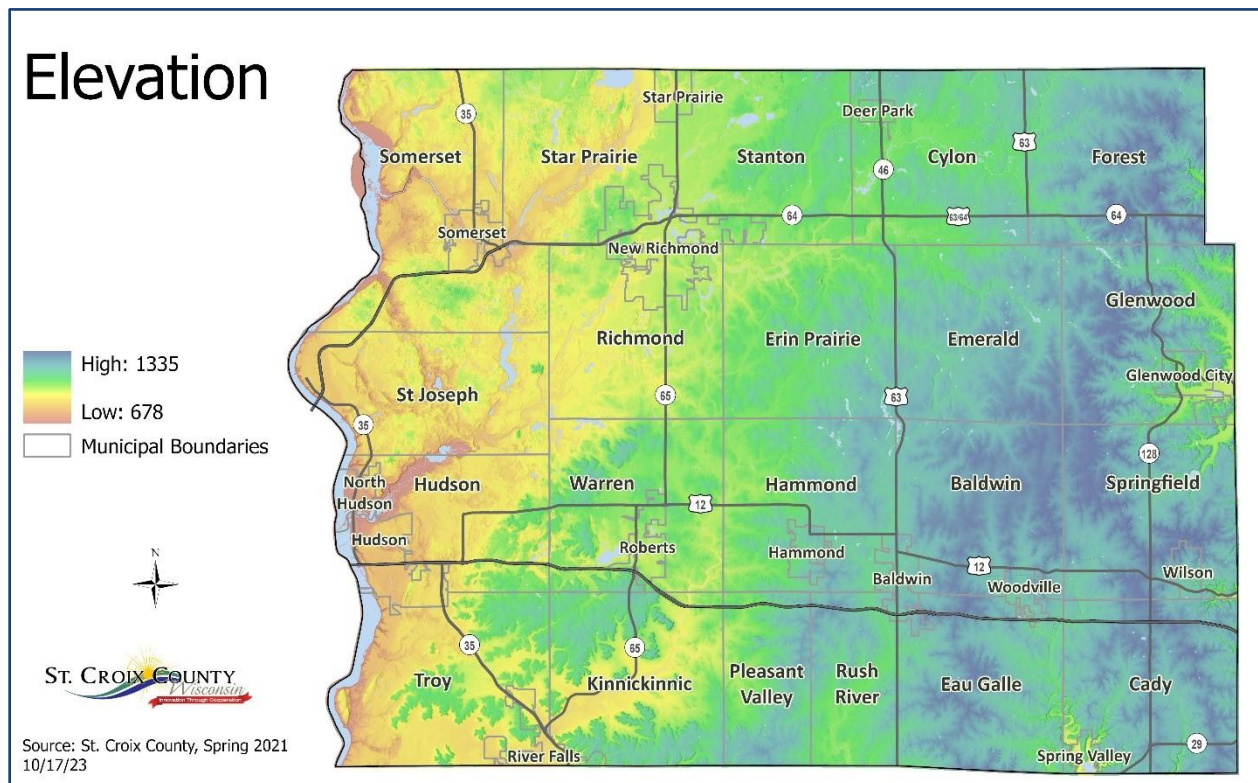 Elevation
High: 1335
Low: 678
Municipal Boundaries
N
ST. CROIX COUNTY
Wisconsin
Innovation Through Cooperation
Source: St. Croix County, Spring 2021
10/17/23
Star Prairie
Deer Park
35
63
Somerset
Star Prairie
Stanton
Cylon
Forest
46
64
63/64
64
Somerset
New Richmond
Glenwood
Richmond
Erin Prairie
Emerald
Glenwood City
St Joseph
65
63
35
128
North
Hudson
Hudson
Warren
Hammond
Baldwin
Springfield
12
Hudson
Roberts
Hammond
Baldwin
12
Woodville
Wilson
35
65
Troy
Kinnickinnic
Pleasant
Valley
Rush
River
Eau Galle
Cady
River Falls
Spring Valley
29